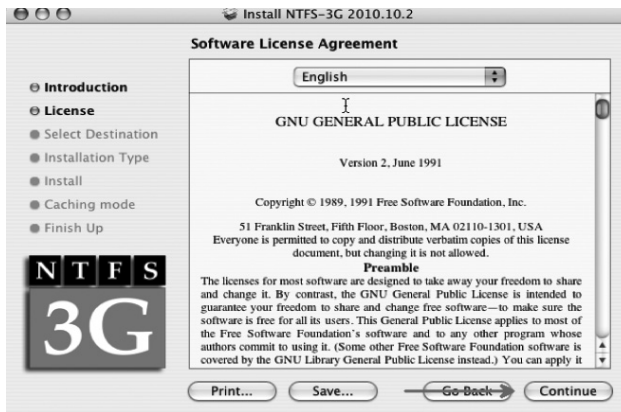 Install NTFS-3G 2010.10.2
Software License Agreement
English
Introduction
License
Select Destination
Installation Type
Install
Caching mode
Finish Up
NTFS
3G
GNU GENERAL PUBLIC LICENSE
Version 2, June 1991
Copyright © 1989, 1991 Free Software Foundation, Inc.
51 Franklin Street, Fifth Floor, Boston, MA 02110-1301, USA
Everyone is permitted to copy and distribute verbatim copies of this license
document, but changing it is not allowed.
Preamble
The licenses for most software are designed to take away your freedom to share
and change it. By contrast, the GNU General Public License is intended to
guarantee your freedom to share and change free software—to make sure the
software is free for all its users. This General Public License applies to most of
the Free Software Foundation's software and to any other program whose
authors commit to using it. (Some other Free Software Foundation software is
covered by the GNU Library General Public License instead.) You can apply it
Print...
Save...
Go Back
Continue